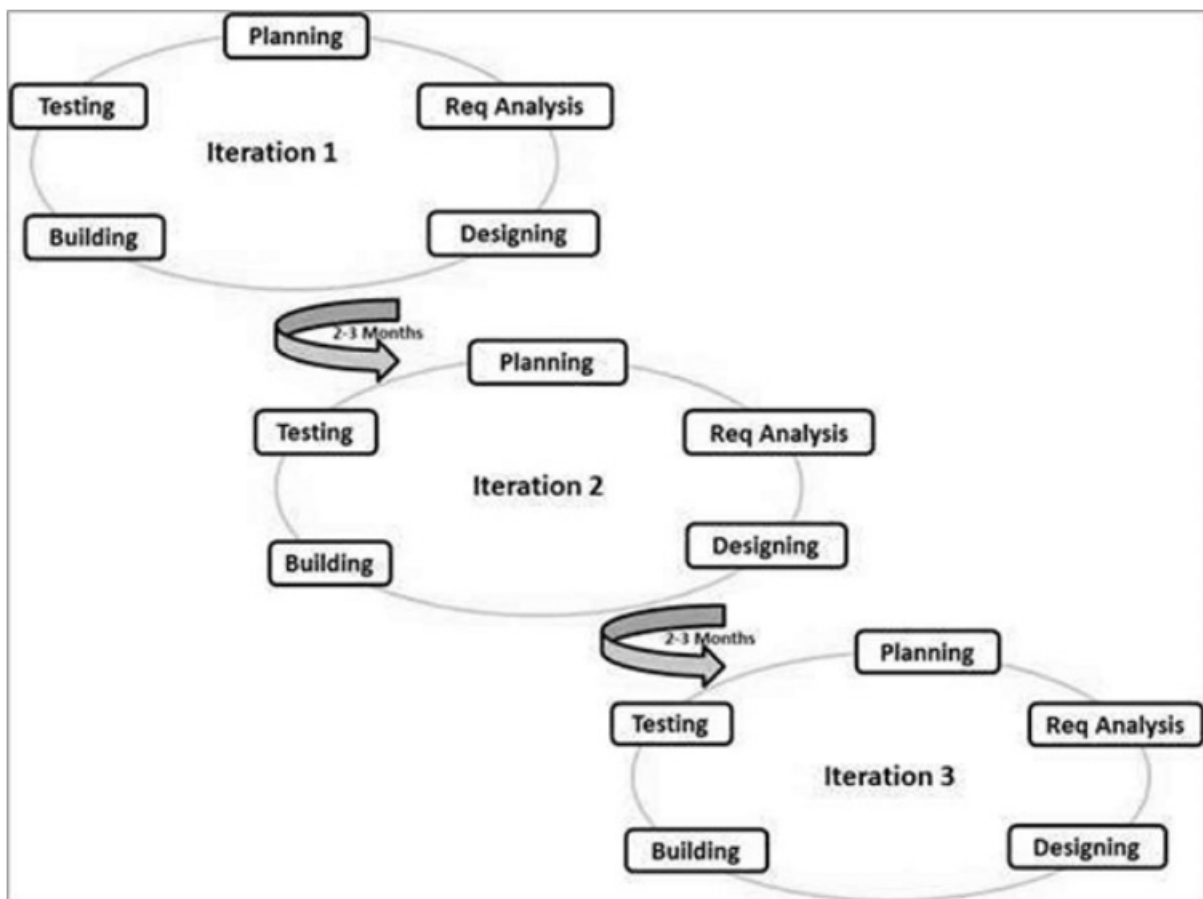 Planning
Testing
Req Analysis
Iteration 1
Building
Designing
2-3 Months
Planning
Testing
Req Analysis
Iteration 2
Building
Designing
2-3 Months
Planning
Testing
Req Analysis
Iteration 3
Building
Designing